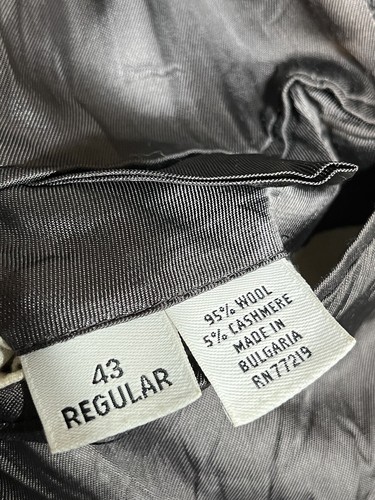 43
REGULAR
95% WOOL
5% CASHMERE
MADE IN
BULGARIA
RN77219